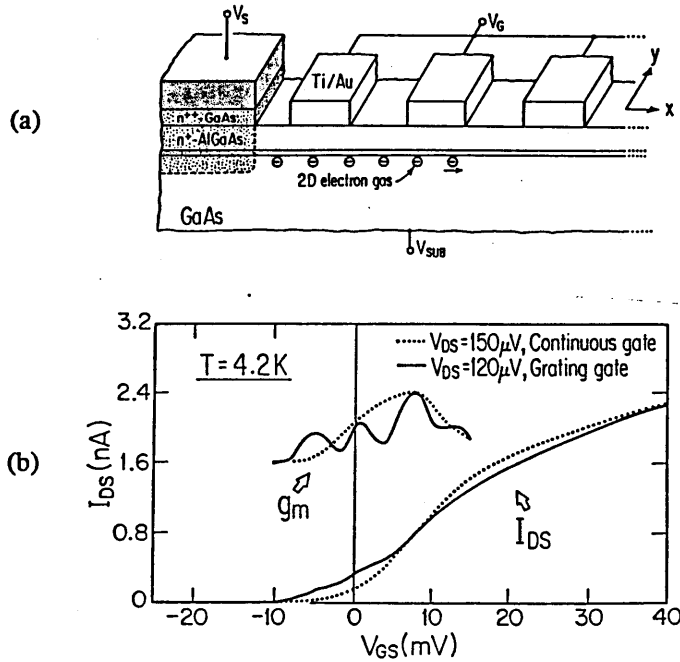 (a)
V_S
V_G
Ti/Au
y
x
n++-GaAs
n+-AlGaAs
2D electron gas
GaAs
V_SUB
(b)
3.2
2.4
1.6
0.8
0
I_DS (nA)
T=4.2K
V_DS=150μV, Continuous gate
V_DS=120μV, Grating gate
g_m
I_DS
-20 -10 0 10 20 30 40
V_GS (mV)